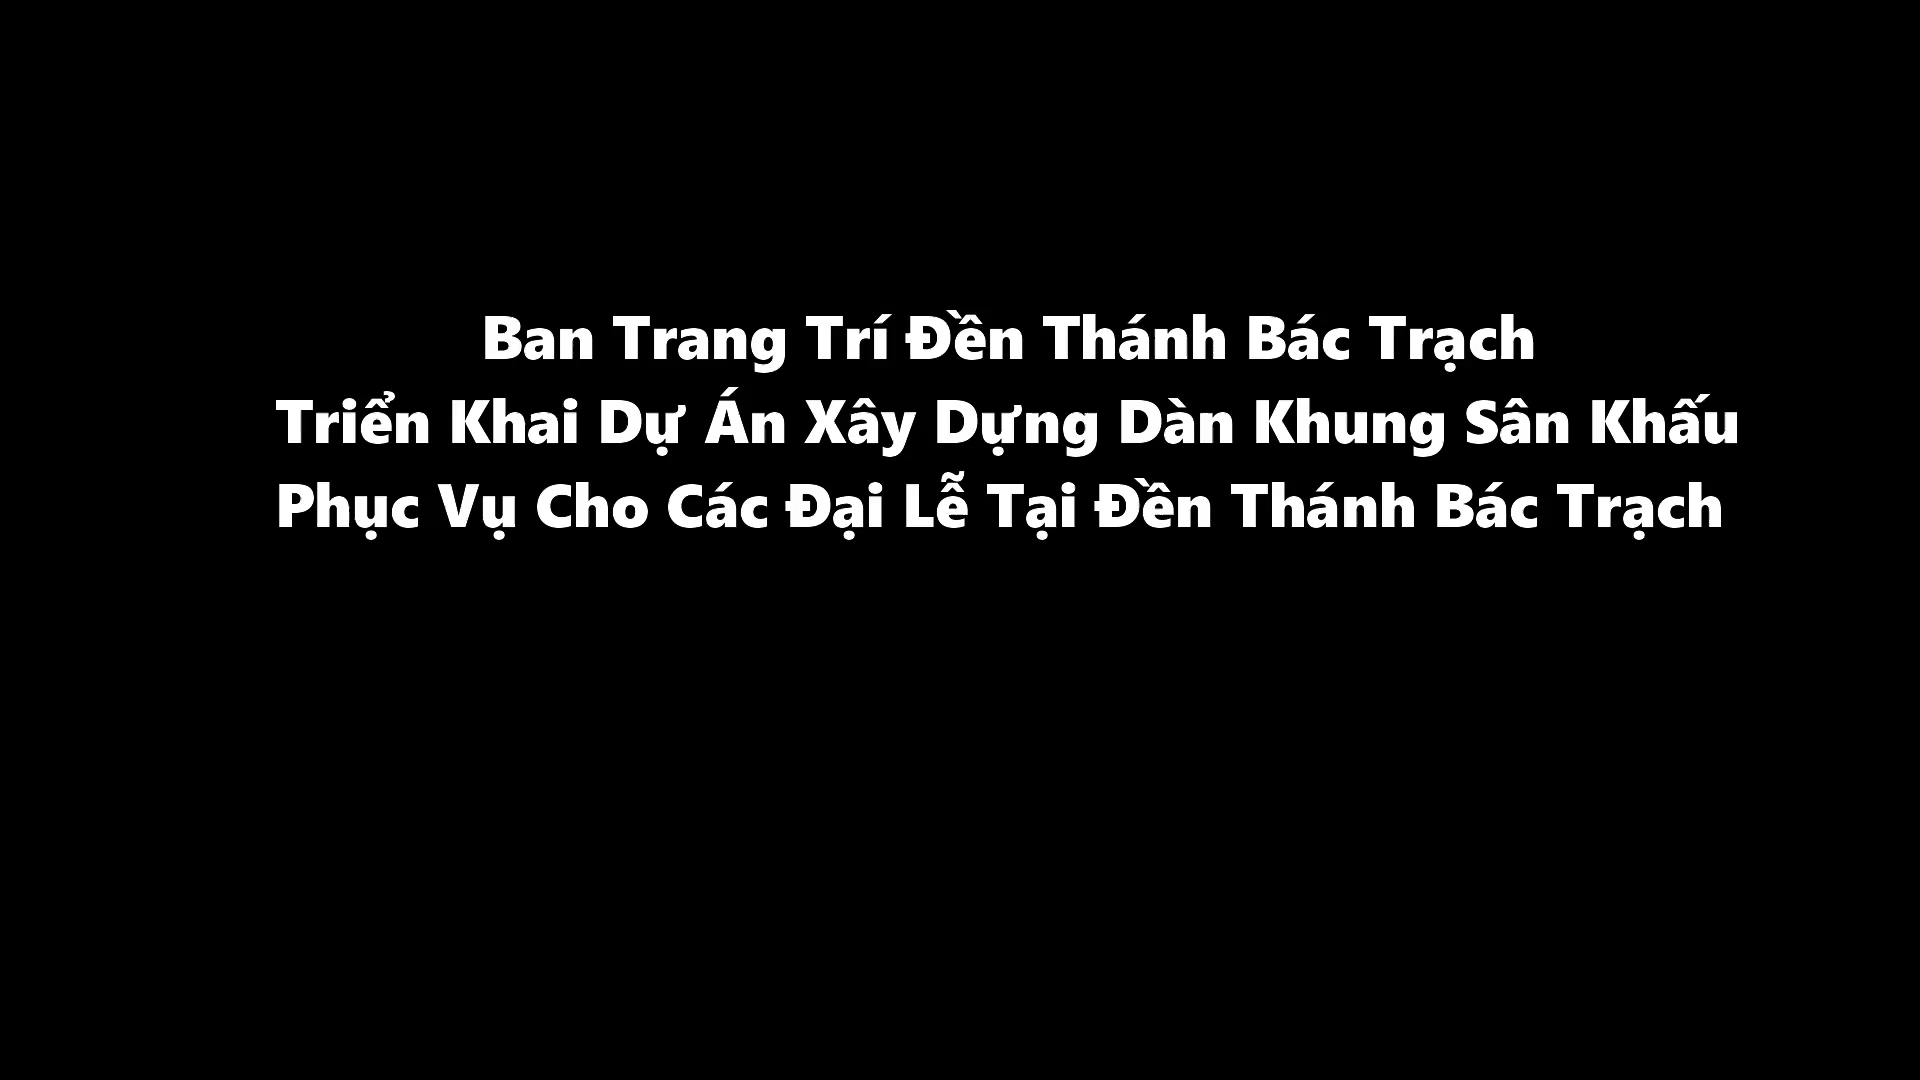 Ban Trang Trí Đền Thánh Bác Trạch
Triển Khai Dự Án Xây Dựng Dàn Khung Sân Khấu
Phục Vụ Cho Các Đại Lễ Tại Đền Thánh Bác Trạch